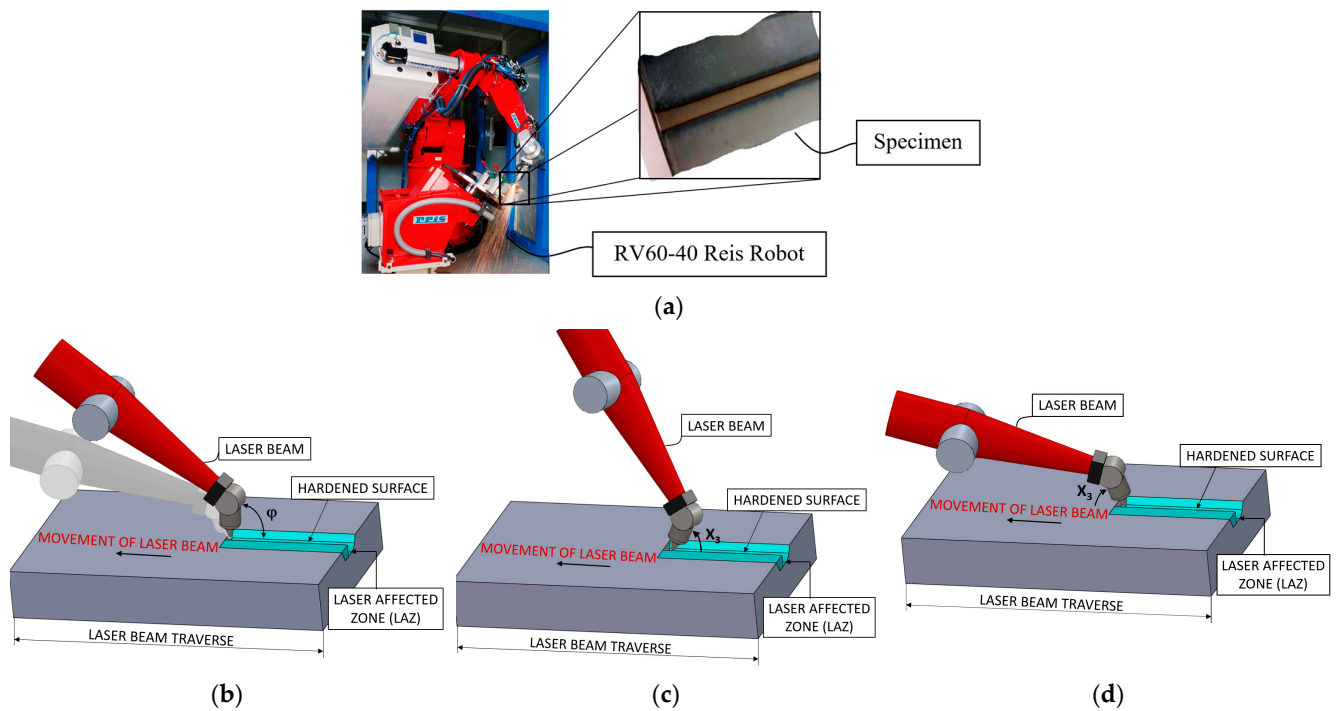 reis
Specimen
RV60-40 Reis Robot
(a)
LASER BEAM
HARDENED SURFACE
φ
MOVEMENT OF LASER BEAM
LASER AFFECTED
ZONE (LAZ)
LASER BEAM TRAVERSE
(b)
LASER BEAM
HARDENED SURFACE
X₃
MOVEMENT OF LASER BEAM
LASER AFFECTED
ZONE (LAZ)
LASER BEAM TRAVERSE
(c)
LASER BEAM
HARDENED SURFACE
X₃
MOVEMENT OF LASER BEAM
LASER AFFECTED
ZONE (LAZ)
LASER BEAM TRAVERSE
(d)